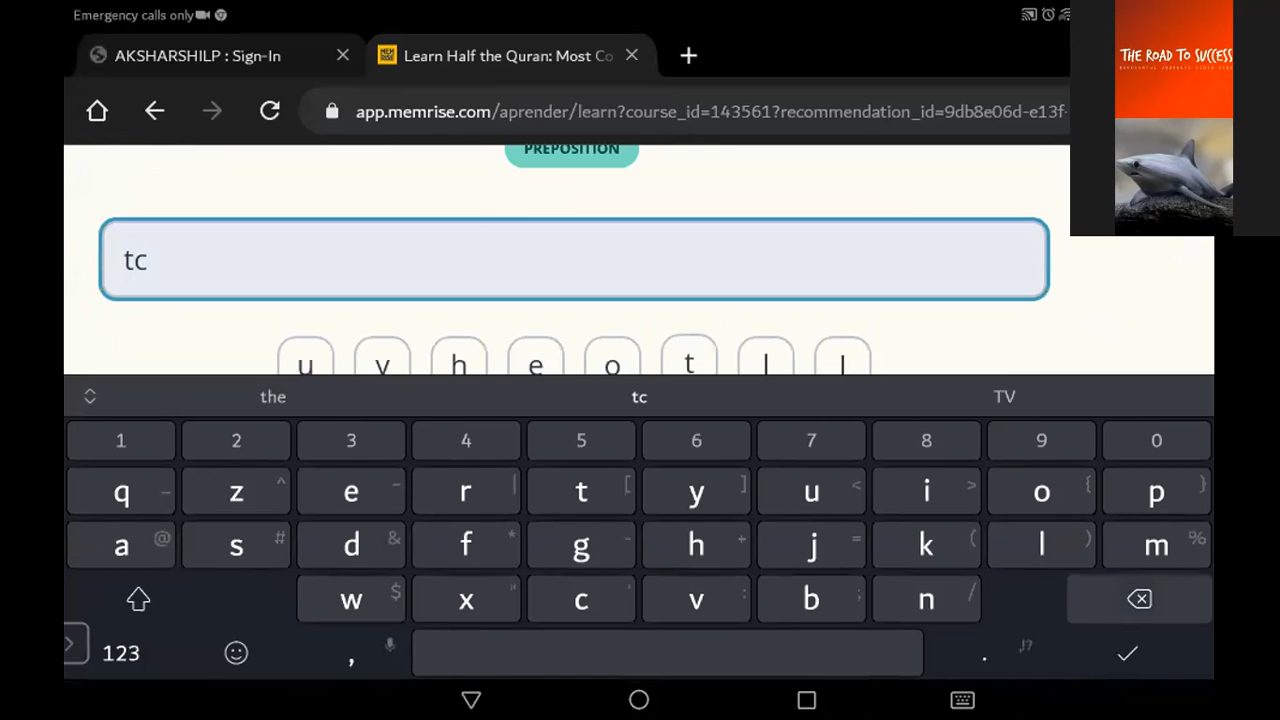 Emergency calls only
AKSHARSHILP : Sign-In
Learn Half the Quran: Most Co
app.memrise.com/aprender/learn?course_id=143561?recommendation_id=9db8e06d-e13f-
THE ROAD TO SUCCESS
PREPOSITION
tc
u v h e o t l l
the tc TV
1 2 3 4 5 6 7 8 9 0
q _ z ^ e ~ r | t [ y ] u < i > o { p }
a @ s # d & f * g - h + j = k ( l ) m %
w $ x " c ' v : b ; n /
123 , . !?